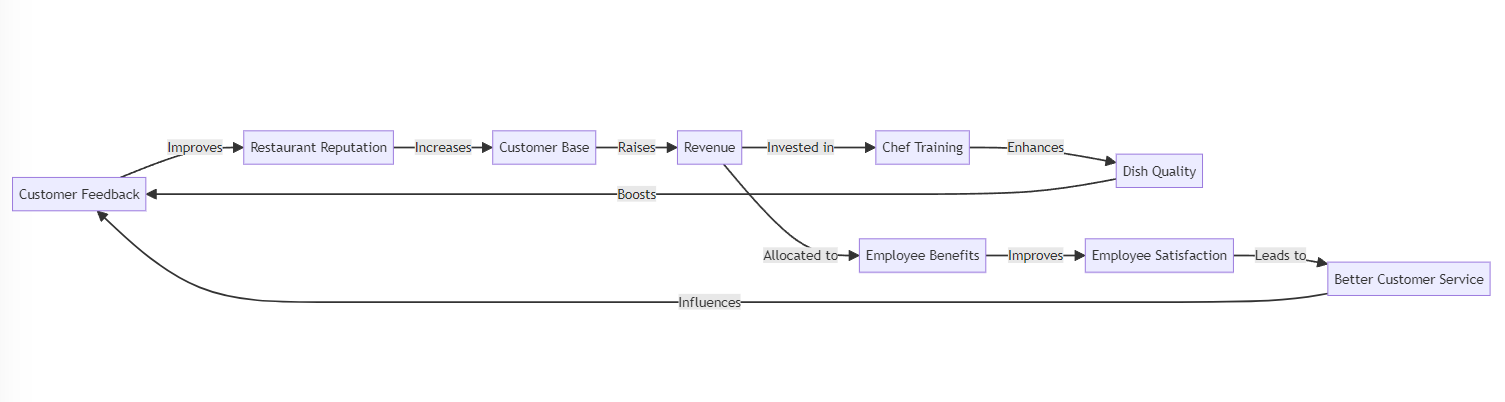 Improves
Restaurant Reputation
Increases
Customer Base
Raises
Revenue
Invested in
Chef Training
Enhances
Dish Quality
Customer Feedback
Boosts
Allocated to
Employee Benefits
Improves
Employee Satisfaction
Leads to
Better Customer Service
Influences